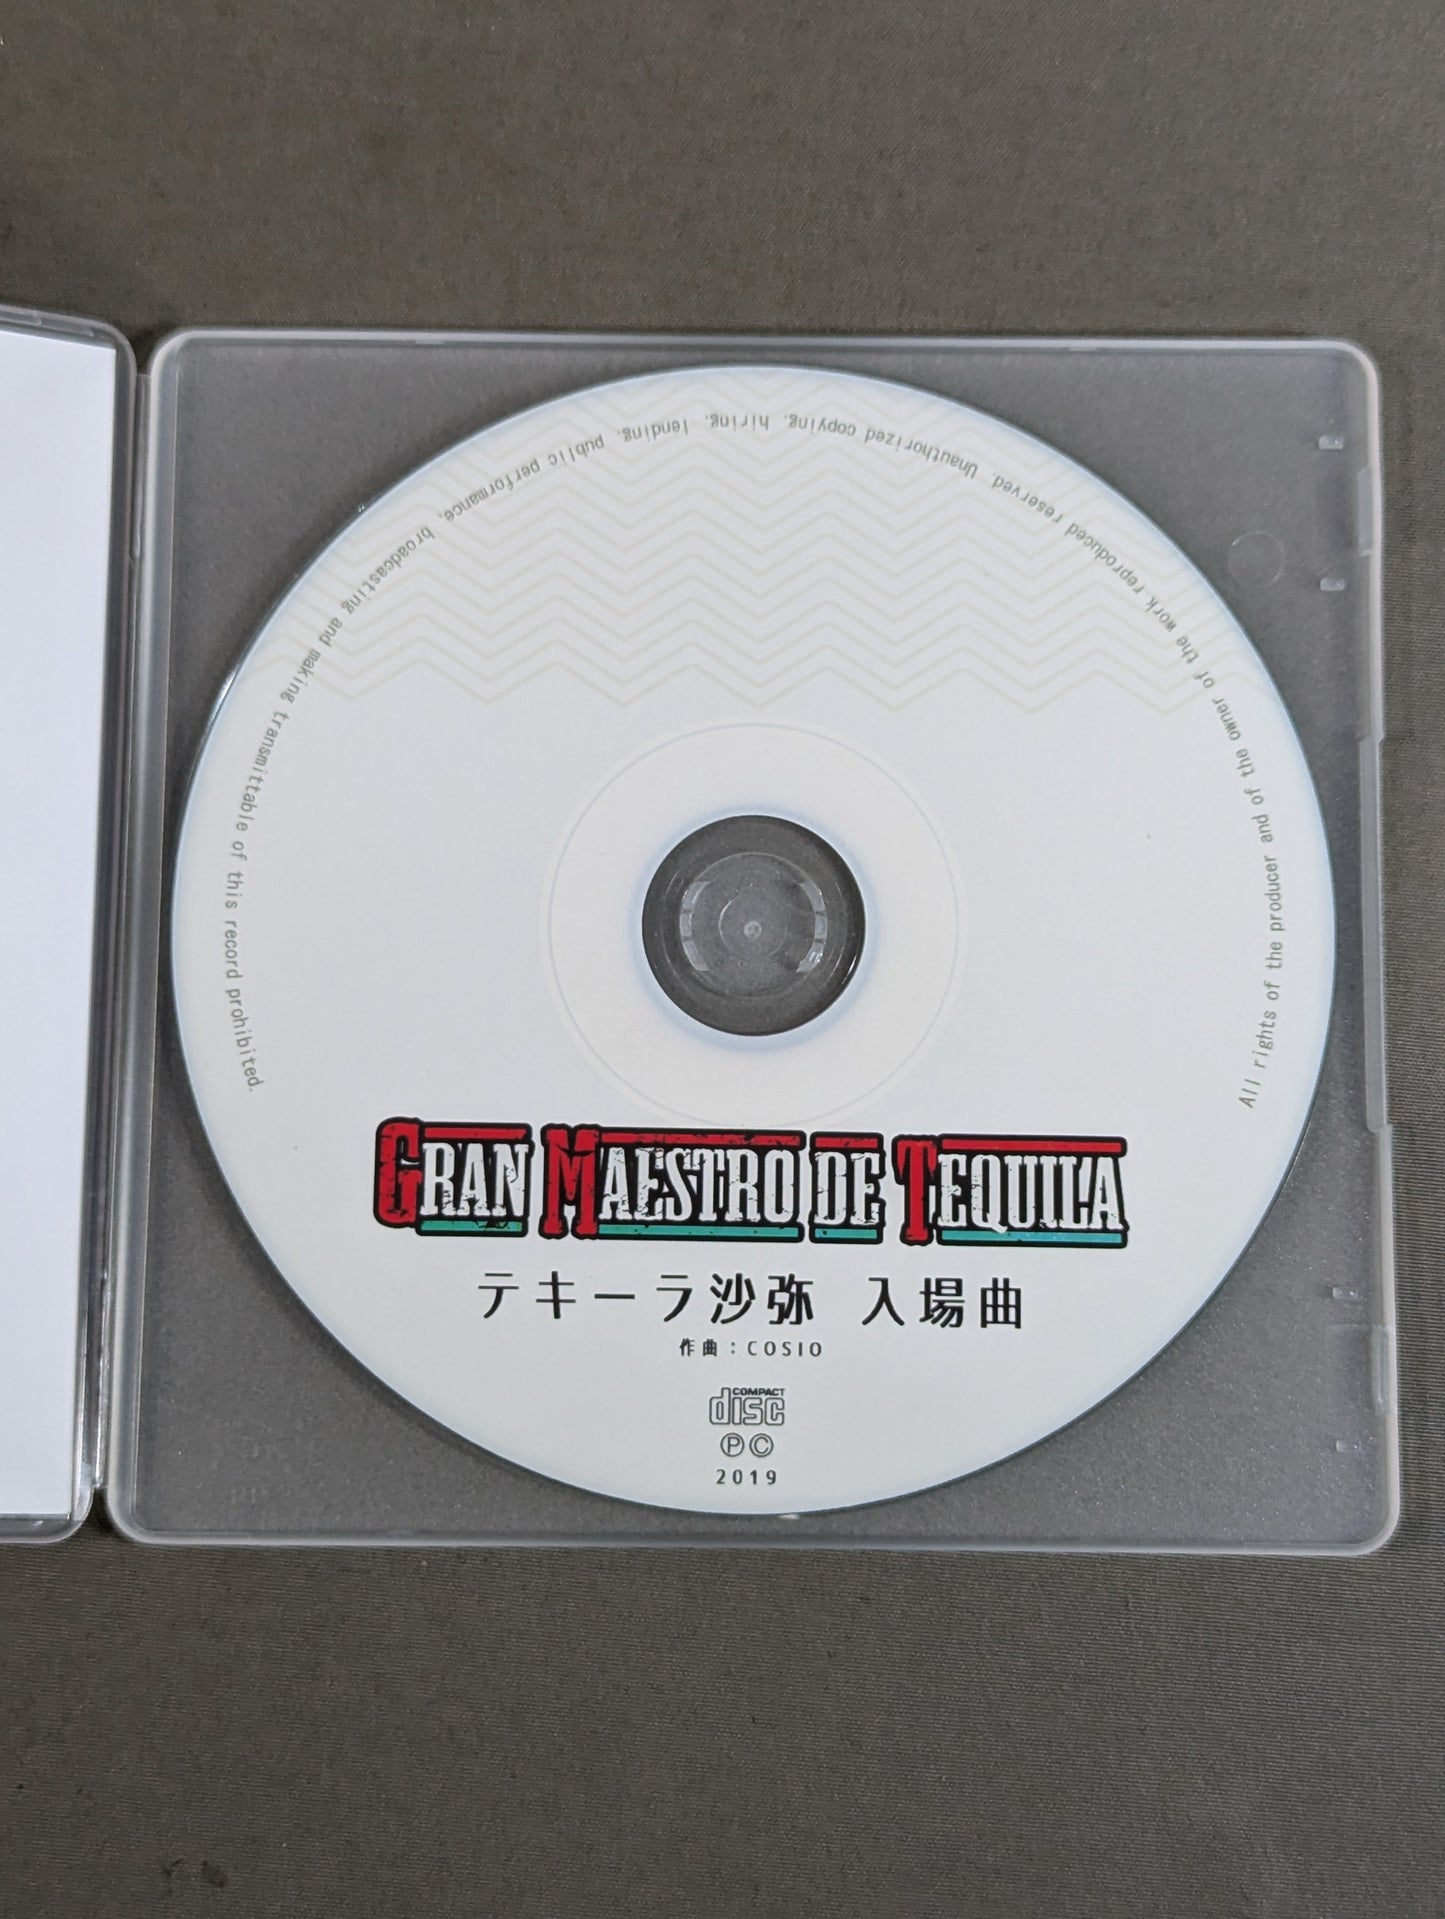 All rights of the producer and of the owner of the work reproduced reserved. Unauthorized copying, hiring, lending, public performance, broadcasting and making transmittable of this record prohibited.
GRAN MAESTRO DE TEQUILA
テキーラ沙弥 入場曲
作曲：COSIO
COMPACT
disc
ⓅⒸ
2019